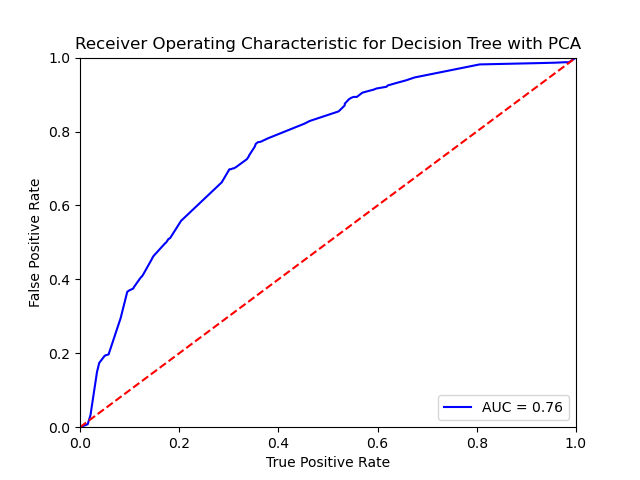 Receiver Operating Characteristic for Decision Tree with PCA
1.0
0.8
0.6
0.4
0.2
0.0
False Positive Rate
AUC = 0.76
0.0 0.2 0.4 0.6 0.8 1.0
True Positive Rate